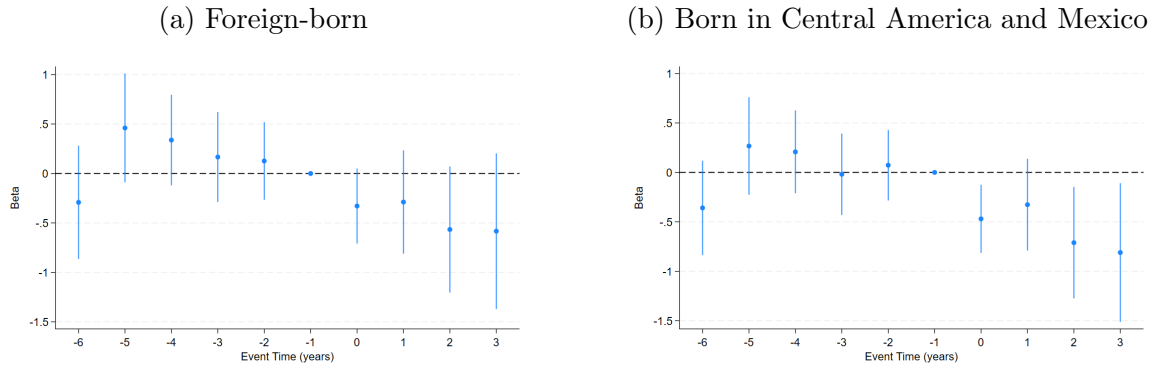 (a) Foreign-born
1
.5
0
-.5
-1
-1.5
Beta
-6 -5 -4 -3 -2 -1 0 1 2 3
Event Time (years)
(b) Born in Central America and Mexico
1
.5
0
-.5
-1
-1.5
Beta
-6 -5 -4 -3 -2 -1 0 1 2 3
Event Time (years)